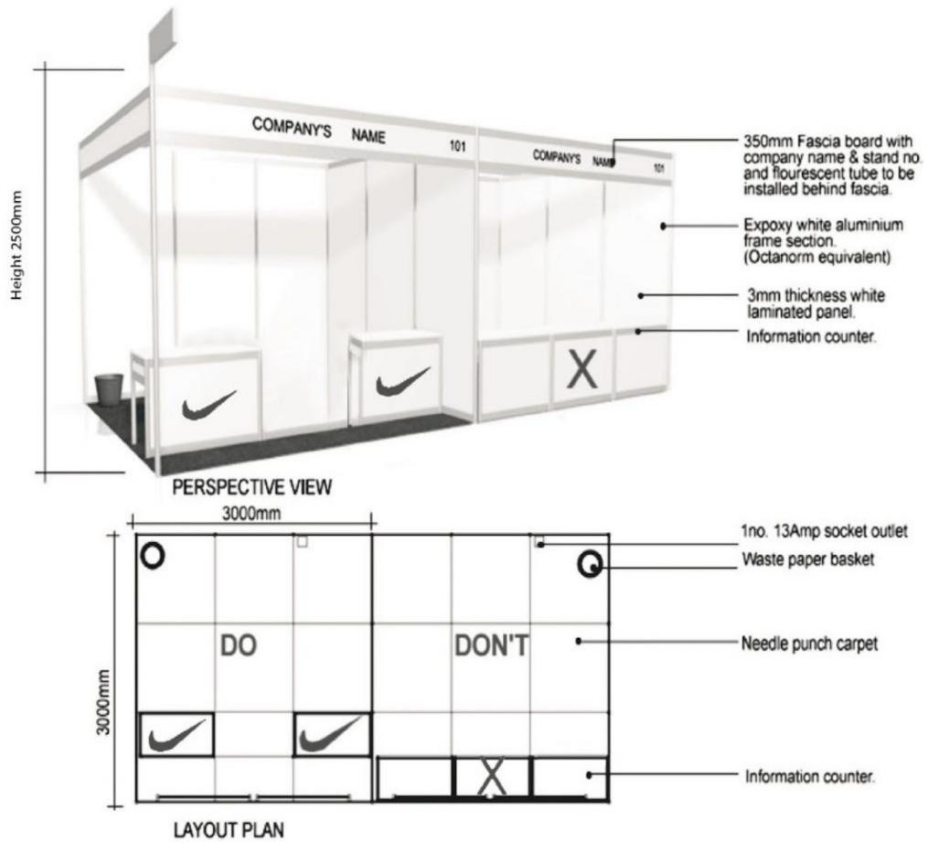 COMPANY'S NAME 101
COMPANY'S NAME 101
350mm Fascia board with
company name & stand no.
and flourescent tube to be
installed behind fascia.
Expoxy white aluminium
frame section.
(Octanorm equivalent)
3mm thickness white
laminated panel.
Information counter.
Height 2500mm
X
PERSPECTIVE VIEW
3000mm
1no. 13Amp socket outlet
Waste paper basket
DO
DON'T
Needle punch carpet
3000mm
X
Information counter.
LAYOUT PLAN